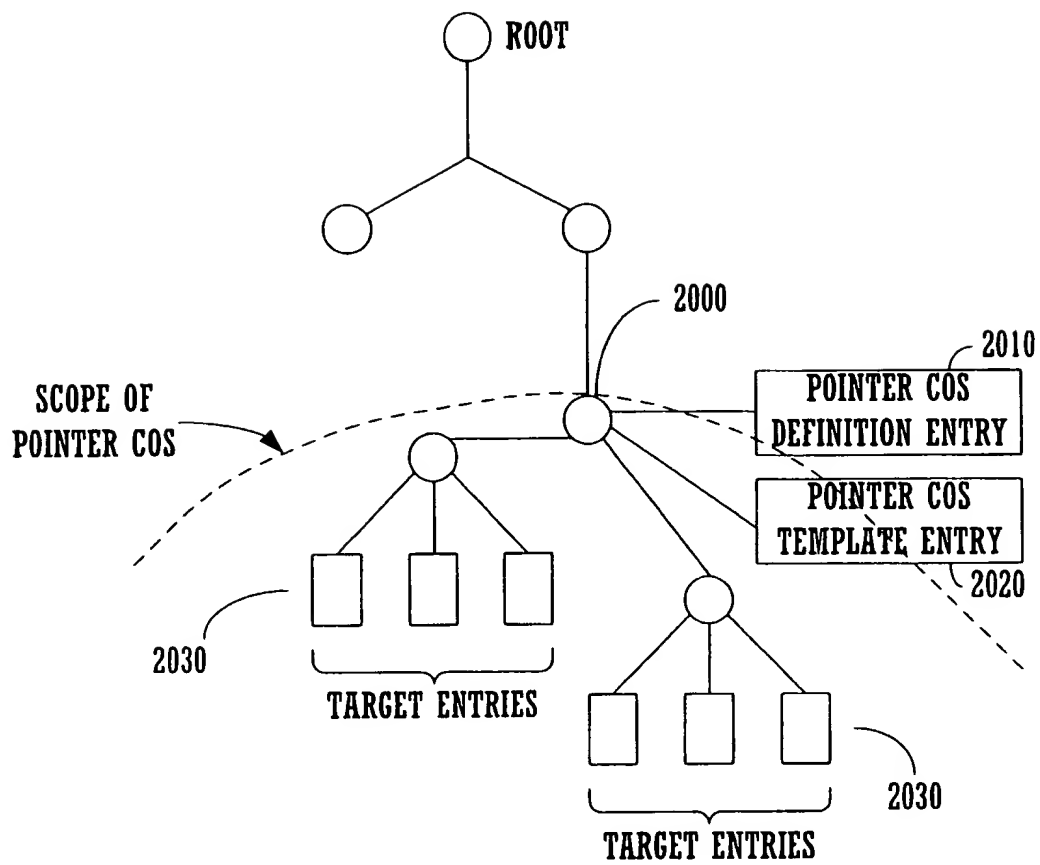 ROOT
2000
2010
SCOPE OF
POINTER COS
POINTER COS
DEFINITION ENTRY
POINTER COS
TEMPLATE ENTRY
2020
2030
TARGET ENTRIES
2030
TARGET ENTRIES